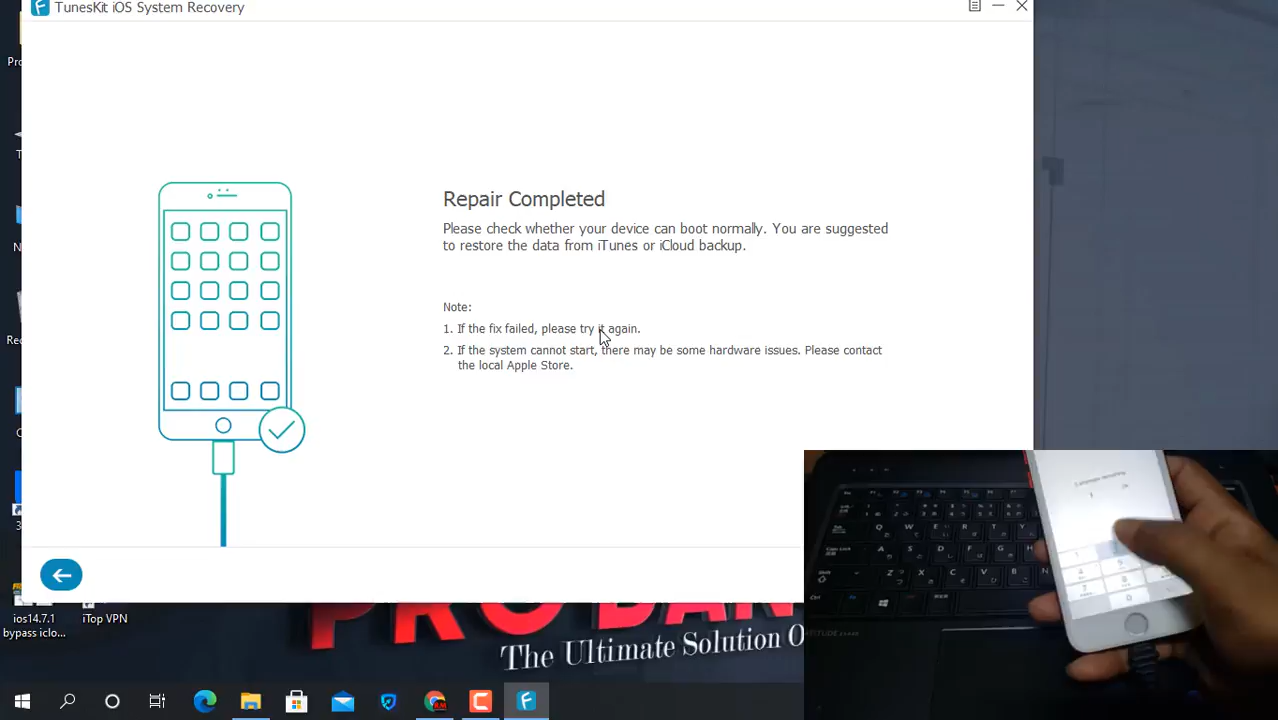 TunesKit iOS System Recovery
Repair Completed
Please check whether your device can boot normally. You are suggested
to restore the data from iTunes or iCloud backup.
Note:
1. If the fix failed, please try it again.
2. If the system cannot start, there may be some hardware issues. Please contact
the local Apple Store.
ios14.7.1
bypass iclo...
iTop VPN
The Ultimate Solution O